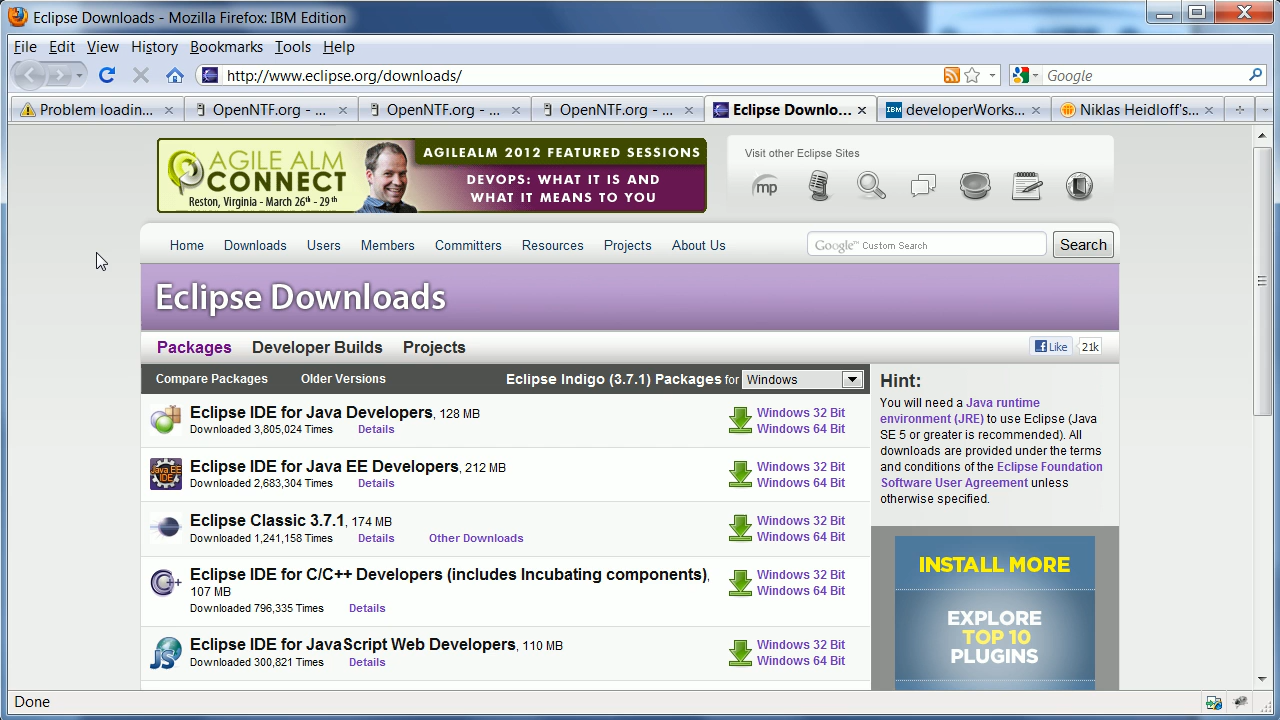 Eclipse Downloads - Mozilla Firefox: IBM Edition
File Edit View History Bookmarks Tools Help
http://www.eclipse.org/downloads/
Google
Problem loadin...
OpenNTF.org - ...
OpenNTF.org - ...
OpenNTF.org - ...
Eclipse Downlo...
IBM
developerWorks...
Niklas Heidloff's...
AGILE ALM
CONNECT
Reston, Virginia - March 26th - 29th
AGILEALM 2012 FEATURED SESSIONS
DEVOPS: WHAT IT IS AND
WHAT IT MEANS TO YOU
Visit other Eclipse Sites
mp
Home Downloads Users Members Committers Resources Projects About Us
Google™ Custom Search
Search
Eclipse Downloads
Packages Developer Builds Projects
Like 21k
Compare Packages Older Versions
Eclipse Indigo (3.7.1) Packages for Windows
Eclipse IDE for Java Developers, 128 MB
Downloaded 3,805,024 Times Details
Windows 32 Bit
Windows 64 Bit
Java EE
IDE
Eclipse IDE for Java EE Developers, 212 MB
Downloaded 2,683,304 Times Details
Windows 32 Bit
Windows 64 Bit
Eclipse Classic 3.7.1, 174 MB
Downloaded 1,241,158 Times Details Other Downloads
Windows 32 Bit
Windows 64 Bit
C++
Eclipse IDE for C/C++ Developers (includes Incubating components),
107 MB
Downloaded 796,335 Times Details
Windows 32 Bit
Windows 64 Bit
JS
Eclipse IDE for JavaScript Web Developers, 110 MB
Downloaded 300,821 Times Details
Windows 32 Bit
Windows 64 Bit
Hint:
You will need a Java runtime
environment (JRE) to use Eclipse (Java
SE 5 or greater is recommended). All
downloads are provided under the terms
and conditions of the Eclipse Foundation
Software User Agreement unless
otherwise specified.
INSTALL MORE
EXPLORE
TOP 10
PLUGINS
Done